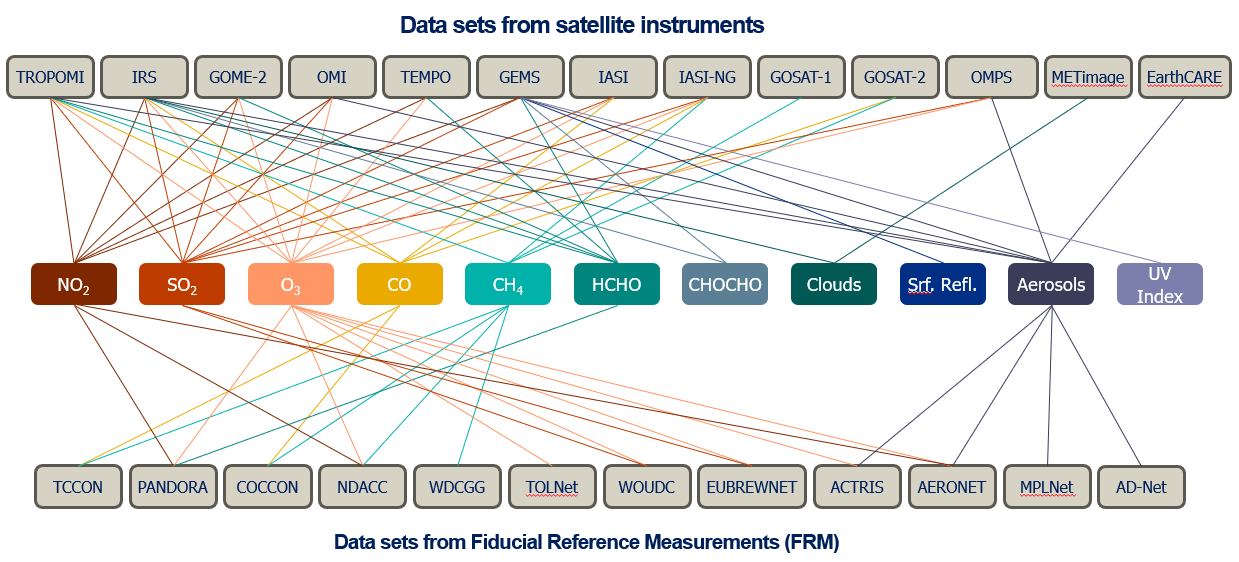 Data sets from satellite instruments
TROPOMI IRS GOME-2 OMI TEMPO GEMS IASI IASI-NG GOSAT-1 GOSAT-2 OMPS METimage EarthCARE
NO₂ SO₂ O₃ CO CH₄ HCHO CHOCHO Clouds Srf. Refl. Aerosols UV
Index
TCCON PANDORA COCCON NDACC WDCGG TOLNet WOUDC EUBREWNET ACTRIS AERONET MPLNet AD-Net
Data sets from Fiducial Reference Measurements (FRM)